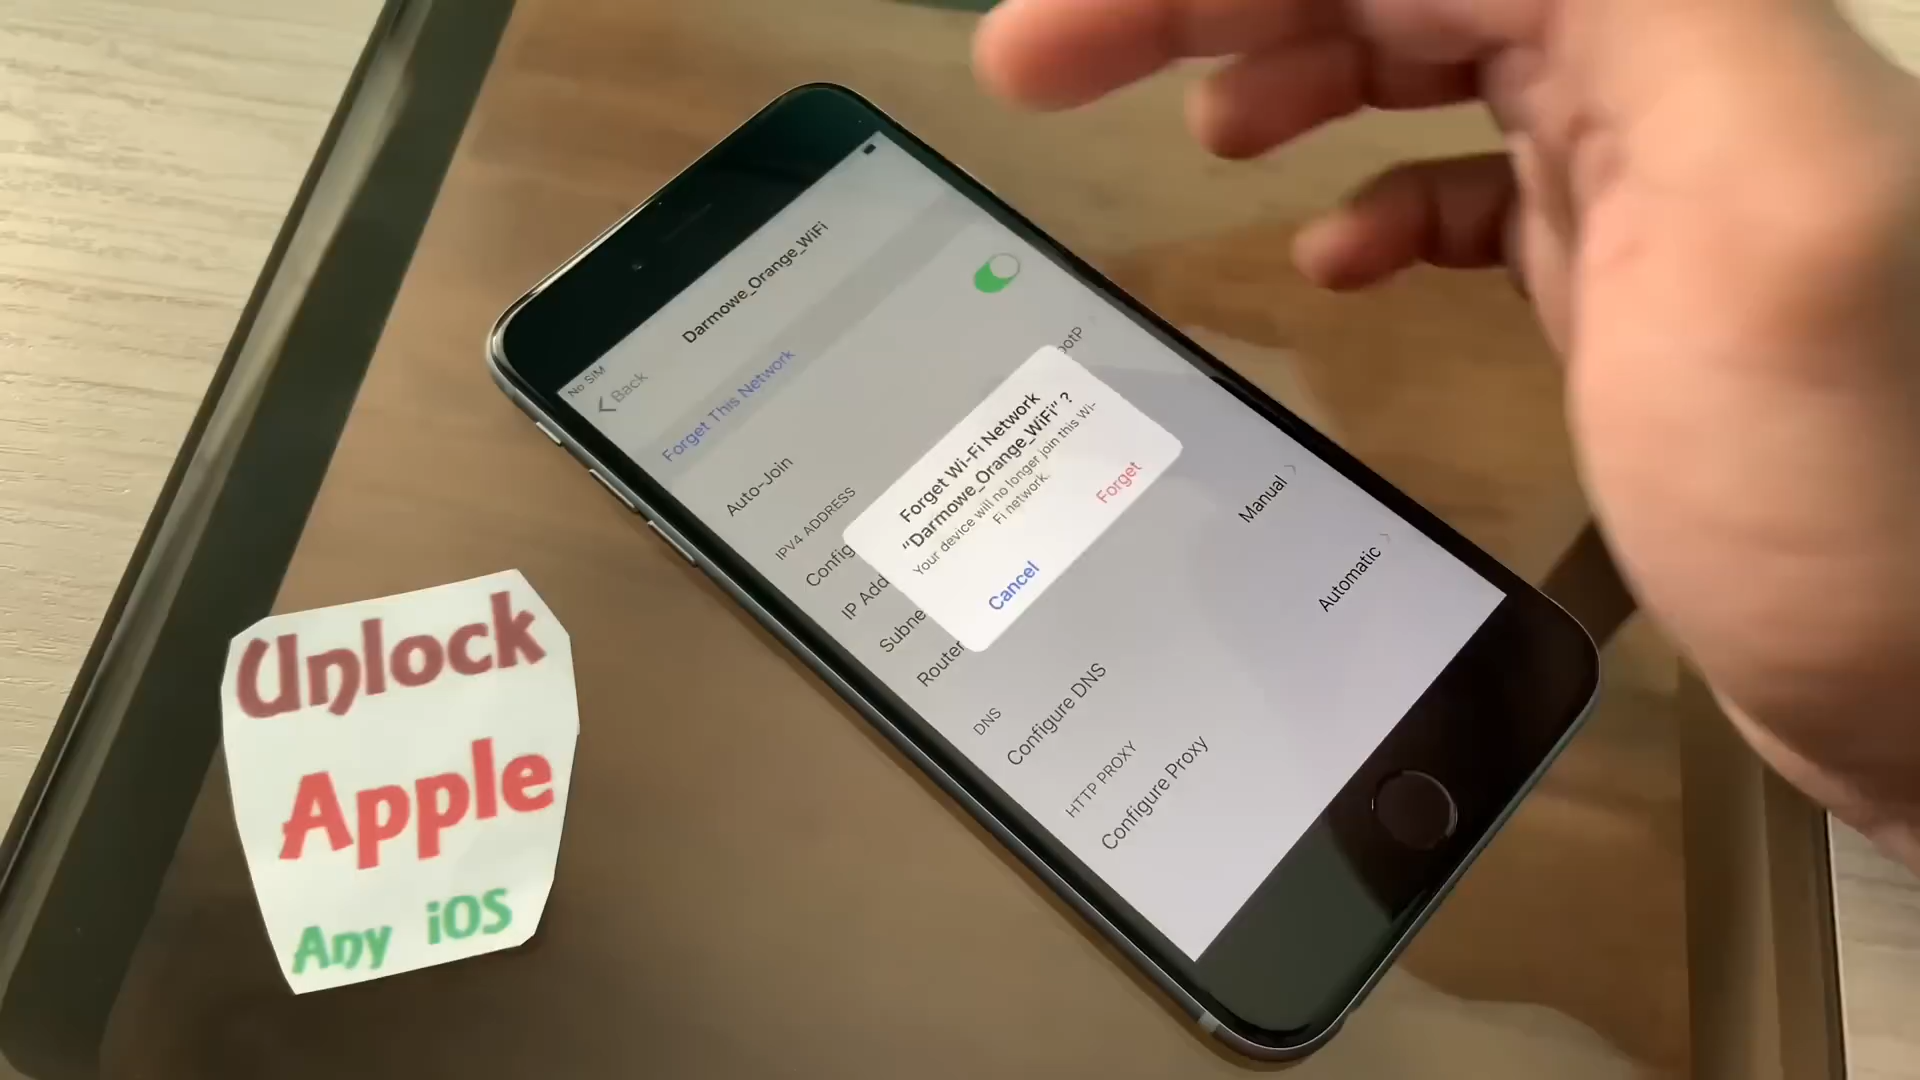 No SIM
Back
Darmowe_Orange_WiFi
Forget This Network
Auto-Join
IPV4 ADDRESS
Config
IP Add
Subne
Router
Forget Wi-Fi Network
“Darmowe_Orange_WiFi”?
Your device will no longer join this Wi-
Fi network.
Cancel
Forget
DNS
Configure DNS
Manual
HTTP PROXY
Configure Proxy
Automatic
Unlock
Apple
Any iOS